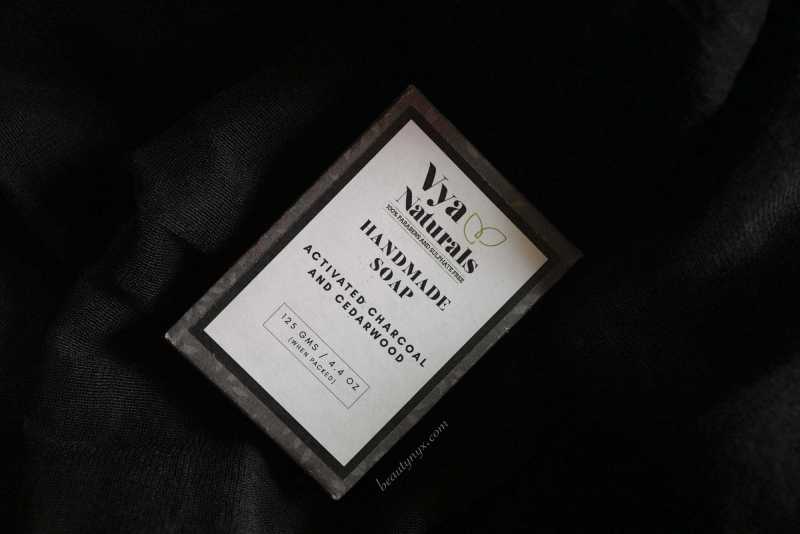 Vya
Naturals
100% PARABENS AND SULPHATE FREE
HANDMADE
SOAP
ACTIVATED CHARCOAL
AND CEDARWOOD
125 GMS / 4.4 OZ
(WHEN PACKED)
beautynyx.com